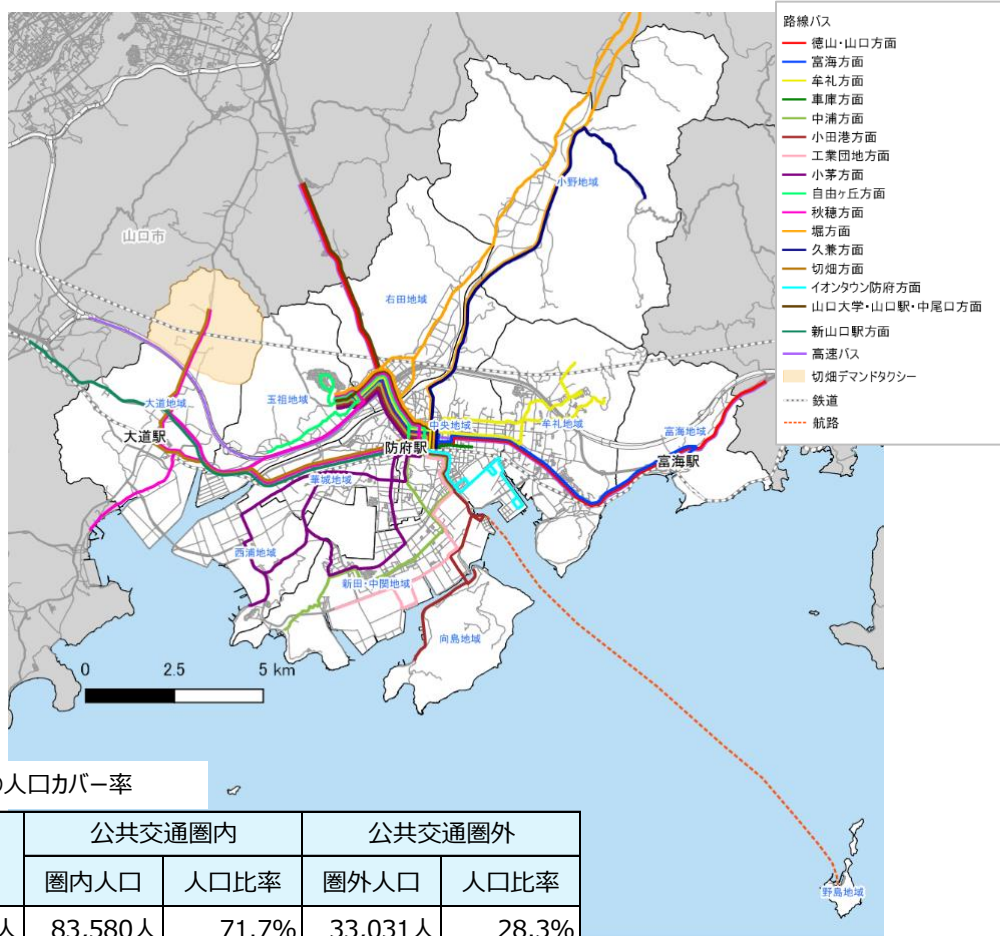 路線バス
徳山・山口方面
富海方面
牟礼方面
車庫方面
中浦方面
小田港方面
工業団地方面
小茅方面
自由ヶ丘方面
秋穂方面
堀方面
久兼方面
切畑方面
イオンタウン防府方面
山口大学・山口駅・中尾口方面
新山口駅方面
高速バス
切畑デマンドタクシー
鉄道
航路
小野地域
山口市
右田地域
玉祖地域
大道地域
大道駅
中央地域
牟礼地域
富海地域
防府駅
富海駅
華城地域
西浦地域
新田・中関地域
向島地域
野島地域
0 2.5 5 km
人口カバー率
公共交通圏内 公共交通圏外
圏内人口 人口比率 圏外人口 人口比率
人 83,580人 71.7% 33,031人 28.3%